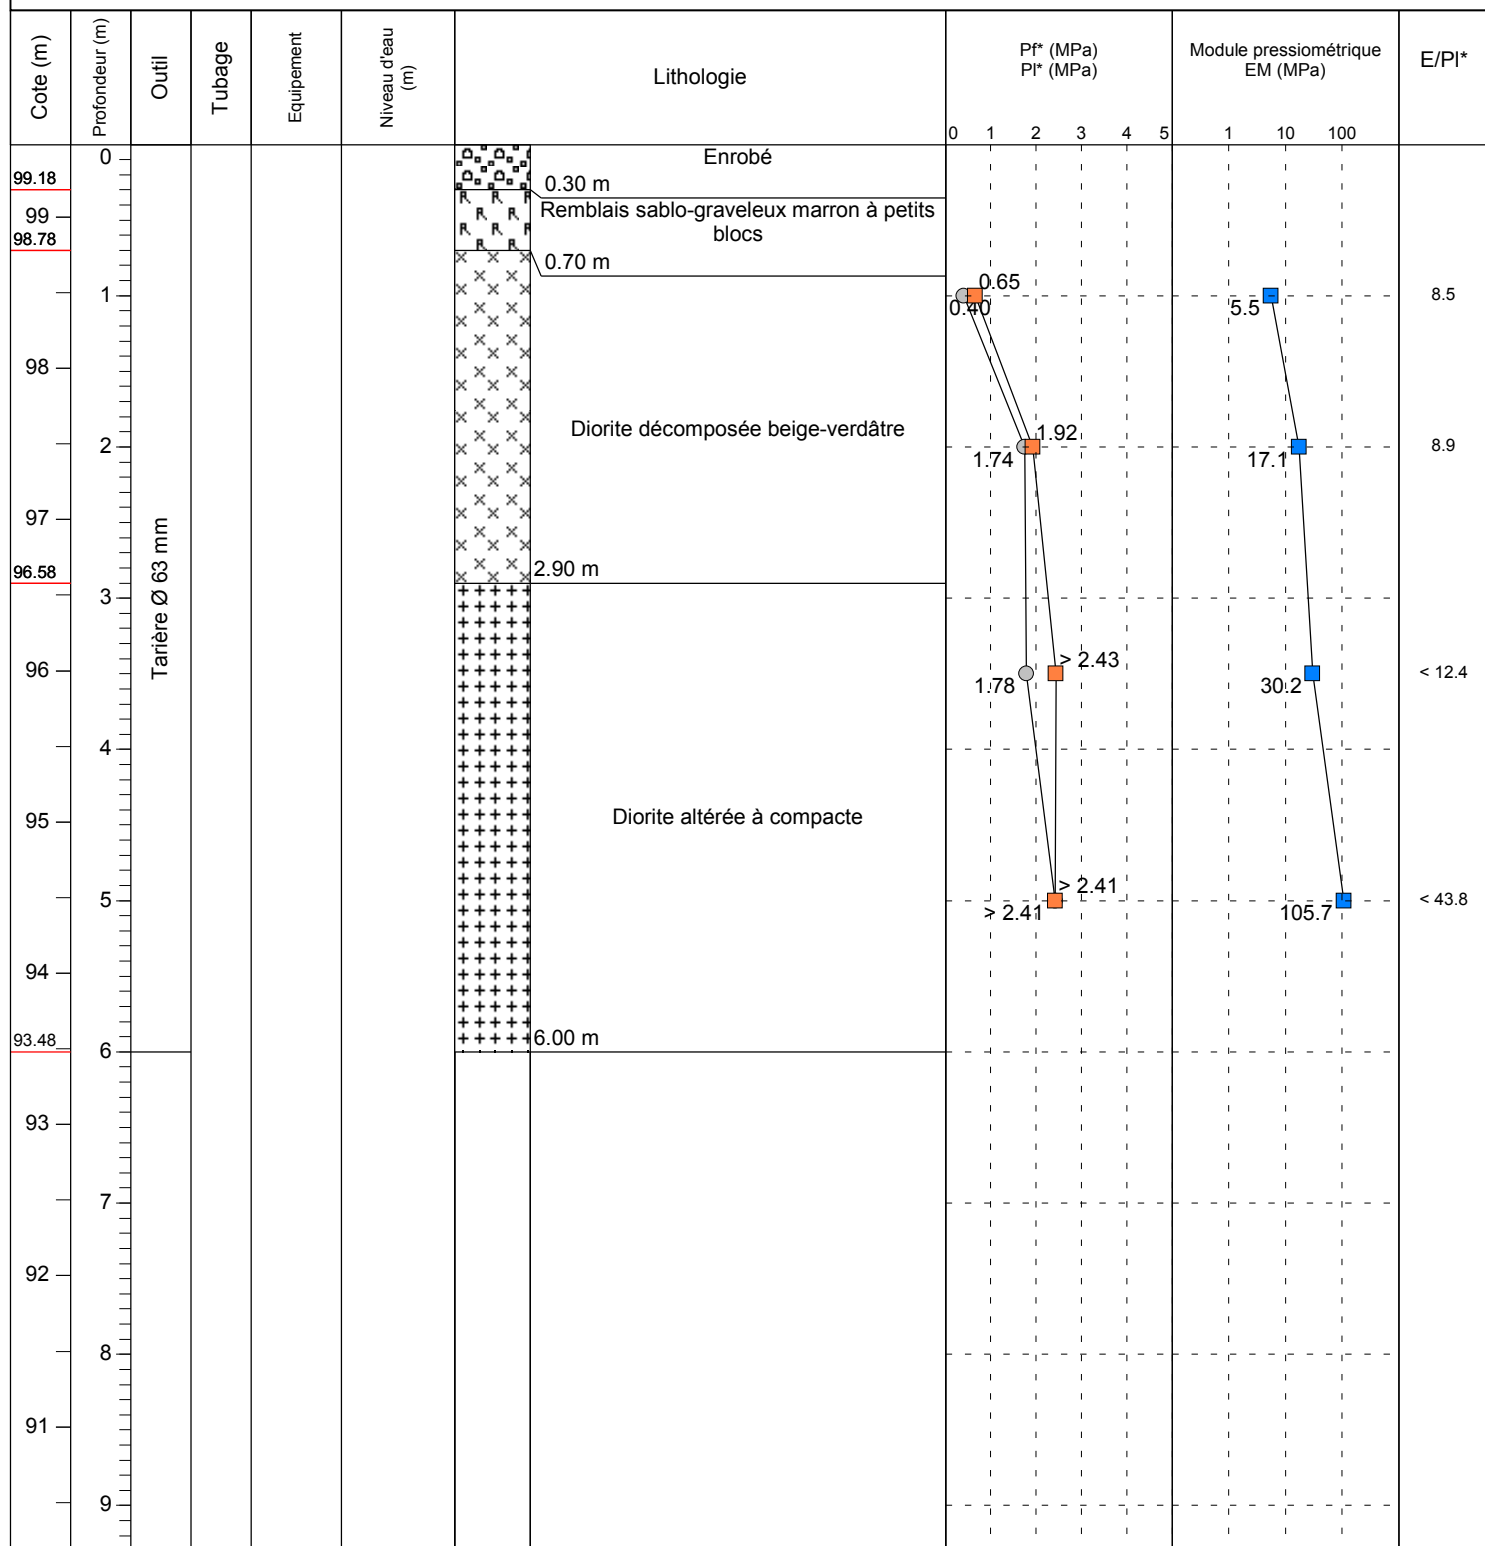 Cote (m)
Profondeur (m)
Outil
Tubage
Equipement
Niveau d'eau
(m)
Lithologie
Pf* (MPa)
Pl* (MPa)
0 1 2 3 4 5
Module pressiométrique
EM (MPa)
1 10 100
E/Pl*
0
Enrobé
99.18
0.30 m
99
Remblais sablo-graveleux marron à petits
blocs
98.78
0.70 m
0.65
1
0.40
5.5
8.5
98
Diorite décomposée beige-verdâtre
1.92
2
1.74
17.1
8.9
97
Tarière Ø 63 mm
96.58
2.90 m
3
96
> 2.43
1.78
30.2
< 12.4
4
95
Diorite altérée à compacte
> 2.41
5
> 2.41
105.7
< 43.8
94
93.48
6.00 m
6
93
7
92
8
91
9